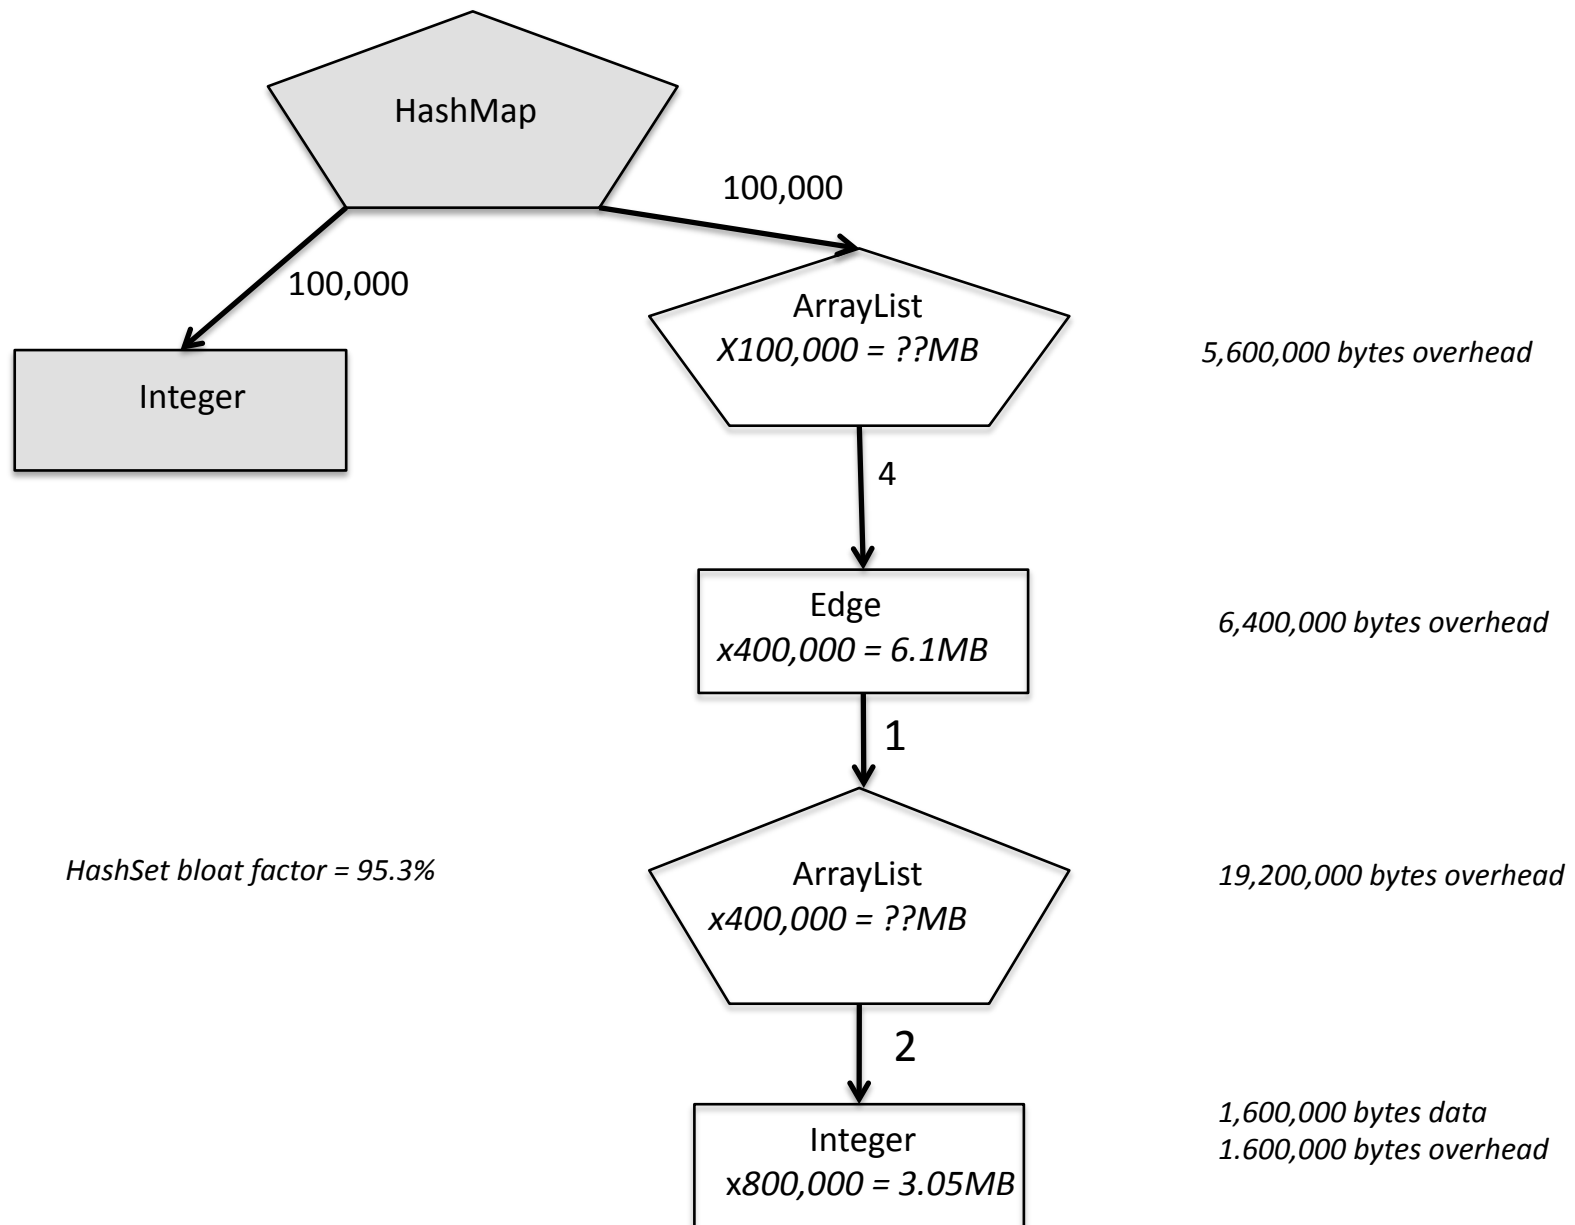 HashMap
100,000
100,000
ArrayList
X100,000 = ??MB
5,600,000 bytes overhead
Integer
4
Edge
x400,000 = 6.1MB
6,400,000 bytes overhead
1
HashSet bloat factor = 95.3%
ArrayList
x400,000 = ??MB
19,200,000 bytes overhead
2
Integer
x800,000 = 3.05MB
1,600,000 bytes data
1.600,000 bytes overhead